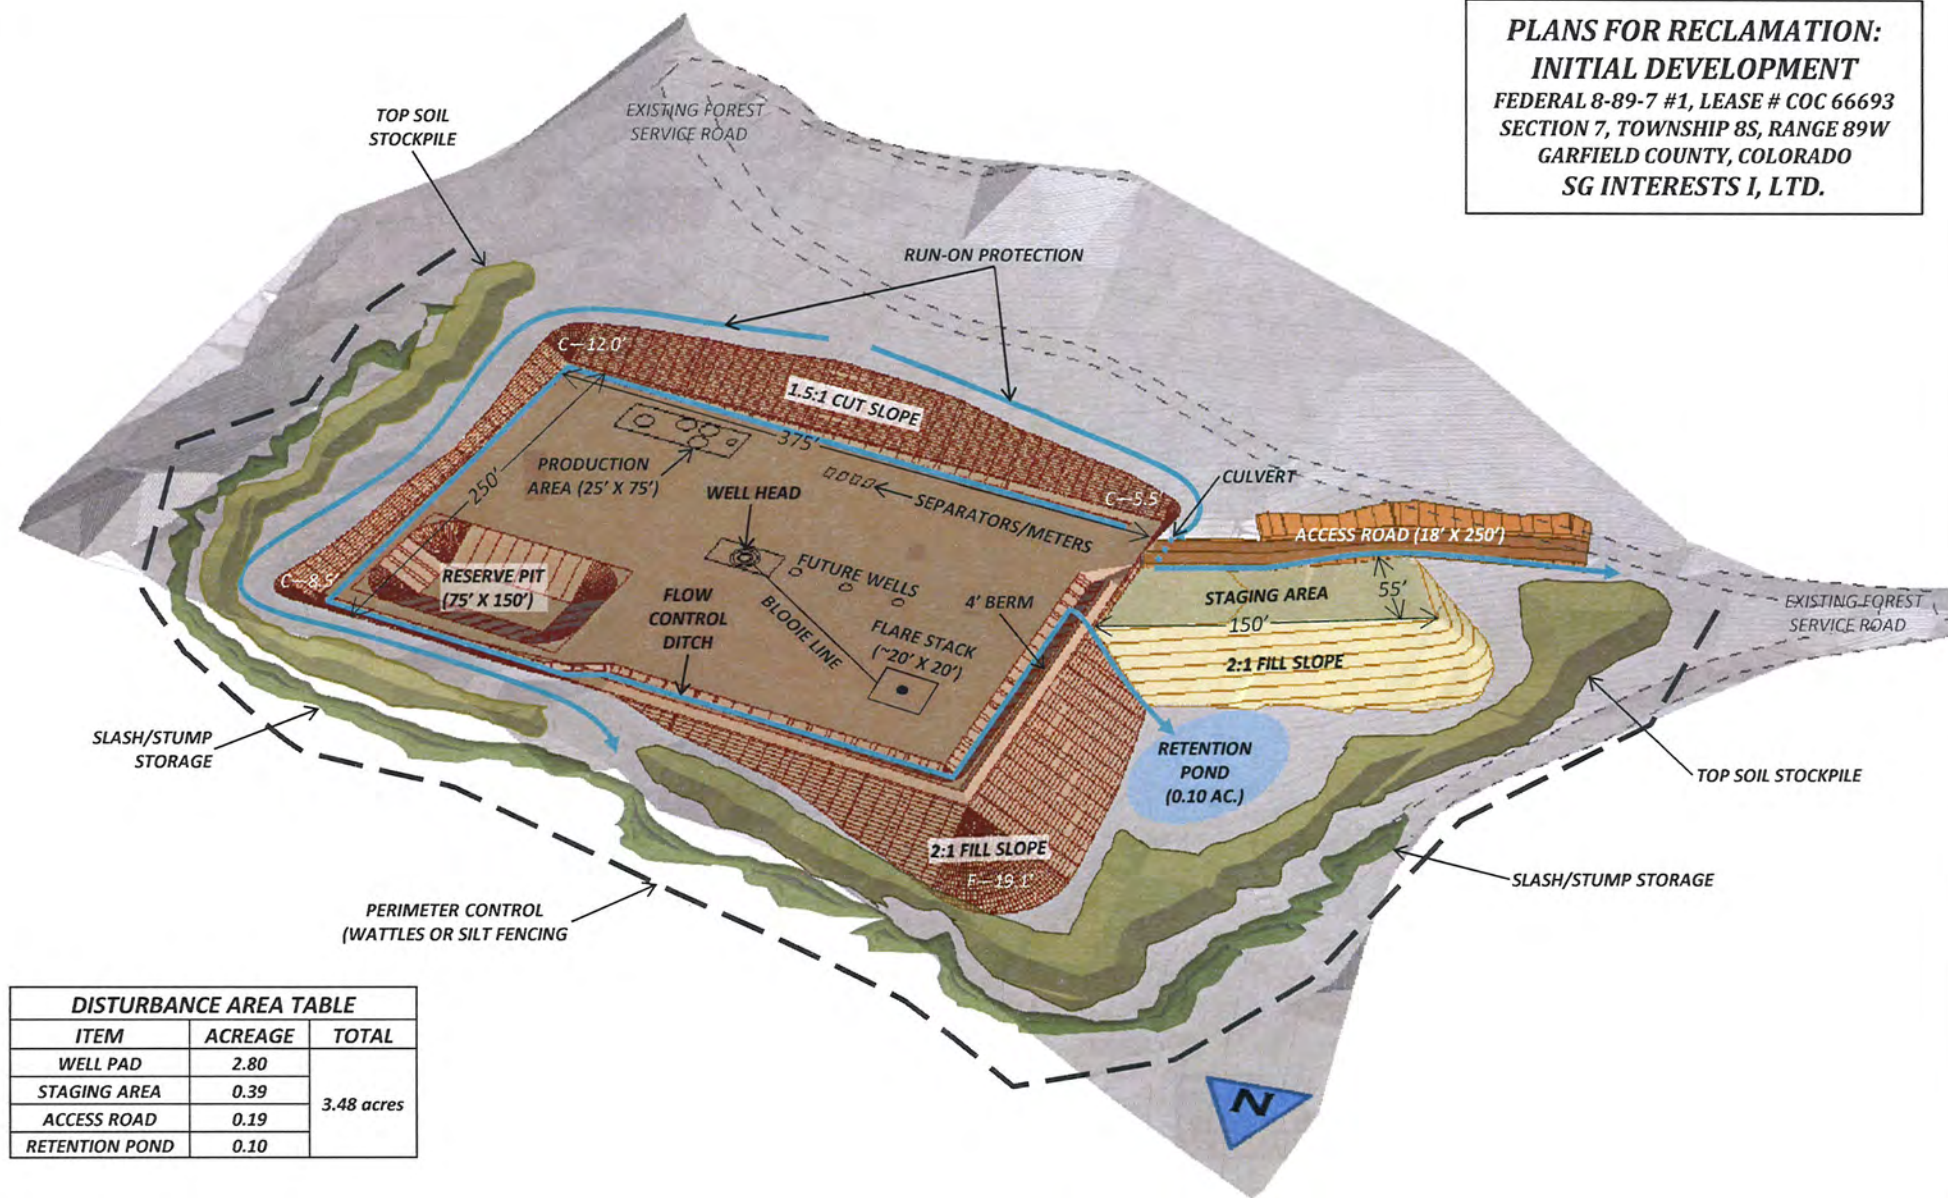 PLANS FOR RECLAMATION:
INITIAL DEVELOPMENT
FEDERAL 8-89-7 #1, LEASE # COC 66693
SECTION 7, TOWNSHIP 8S, RANGE 89W
GARFIELD COUNTY, COLORADO
SG INTERESTS I, LTD.
TOP SOIL
STOCKPILE
EXISTING FOREST
SERVICE ROAD
RUN-ON PROTECTION
C—12.0'
1.5:1 CUT SLOPE
375'
250'
PRODUCTION
AREA (25' X 75')
WELL HEAD
SEPARATORS/METERS
C—5.5'
CULVERT
ACCESS ROAD (18' X 250')
C—8.5'
RESERVE PIT
(75' X 150')
FLOW
CONTROL
DITCH
FUTURE WELLS
BLOOIE LINE
FLARE STACK
(~20' X 20')
4' BERM
STAGING AREA
55'
150'
2:1 FILL SLOPE
EXISTING FOREST
SERVICE ROAD
SLASH/STUMP
STORAGE
RETENTION
POND
(0.10 AC.)
TOP SOIL STOCKPILE
2:1 FILL SLOPE
F—19.1'
SLASH/STUMP STORAGE
PERIMETER CONTROL
(WATTLES OR SILT FENCING
DISTURBANCE AREA TABLE
ITEM ACREAGE TOTAL
WELL PAD 2.80
STAGING AREA 0.39
3.48 acres
ACCESS ROAD 0.19
RETENTION POND 0.10
N